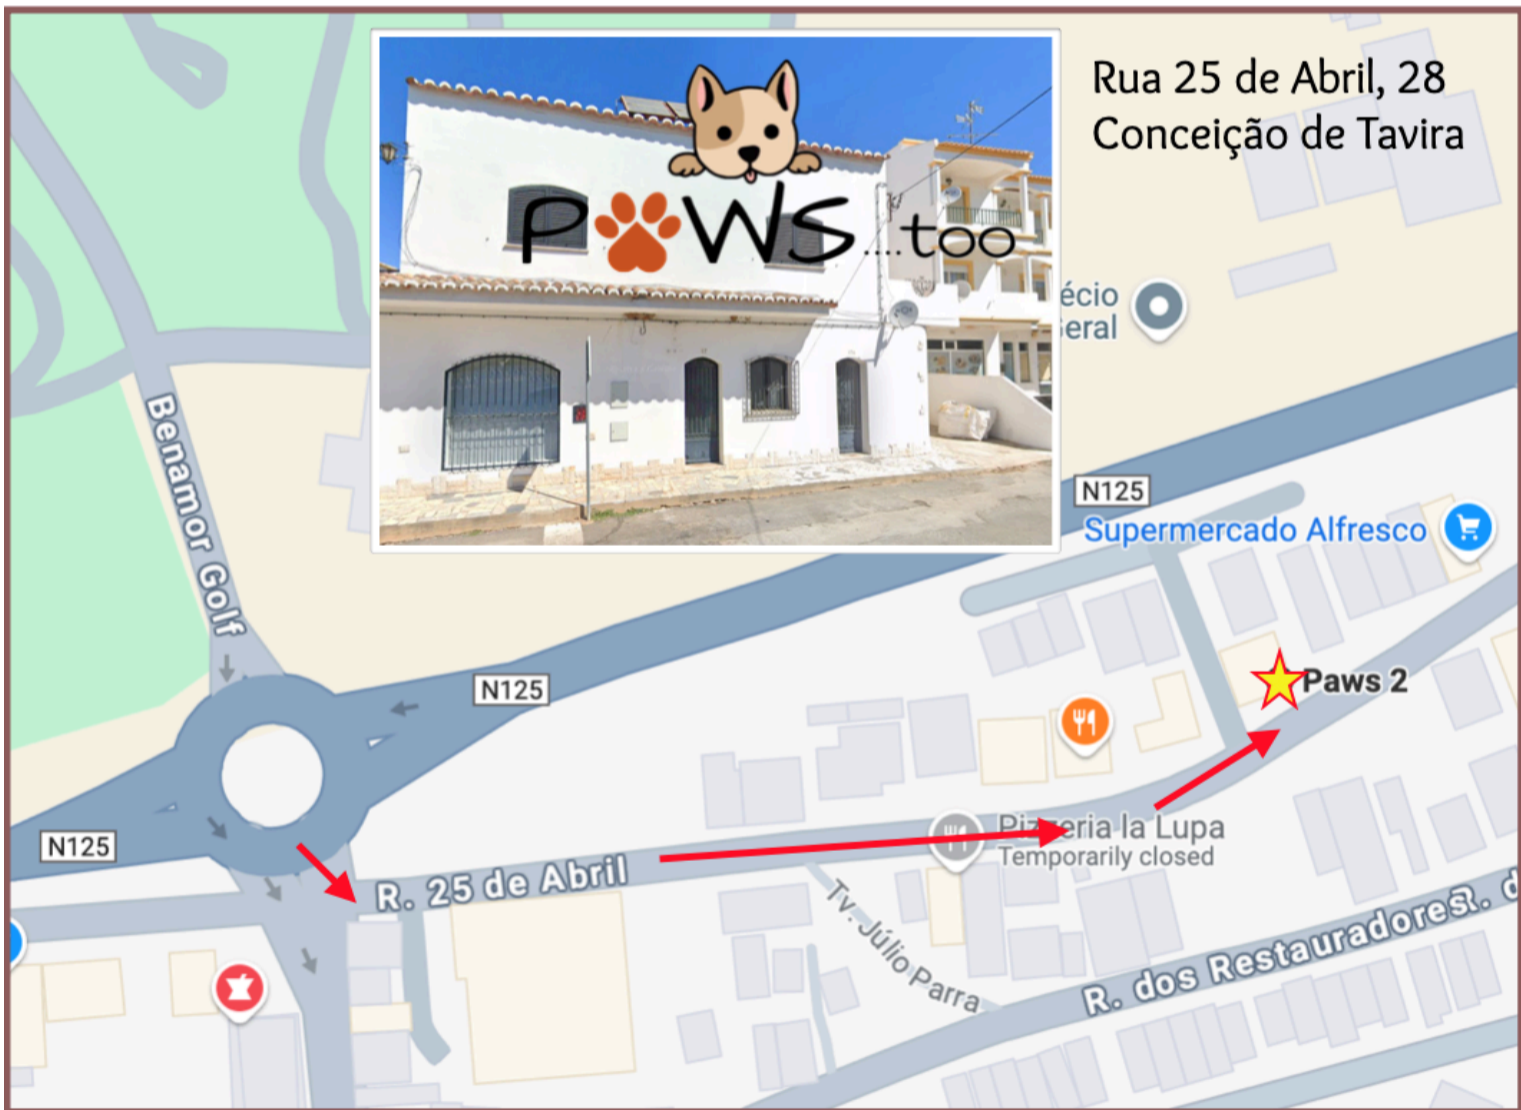 Rua 25 de Abril, 28
Conceição de Tavira
PAWS....too
écio
eral
Benamor Golf
N125
Supermercado Alfresco
N125
Paws 2
N125
Pizzeria la Lupa
Temporarily closed
R. 25 de Abril
Tv. Júlio Parra
R. dos Restauradores
R. d